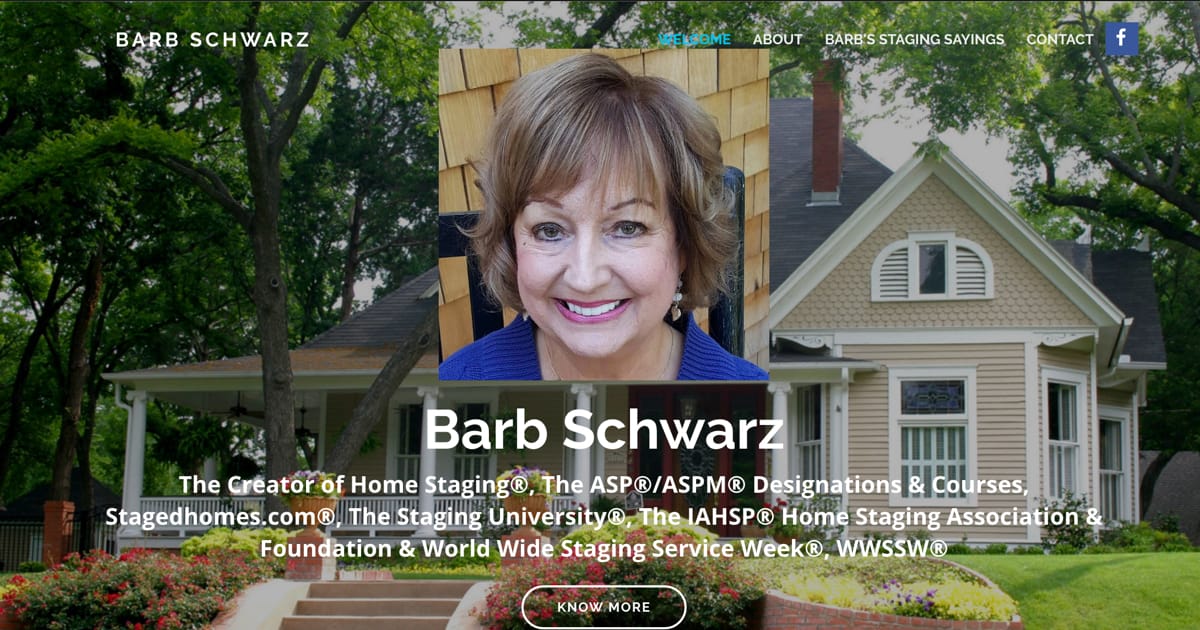 BARB SCHWARZ
WELCOME ABOUT BARB'S STAGING SAYINGS CONTACT f
Barb Schwarz
The Creator of Home Staging®, The ASP®/ASPM® Designations & Courses,
Stagedhomes.com®, The Staging University®, The IAHSP® Home Staging Association &
Foundation & World Wide Staging Service Week®, WWSSW®
KNOW MORE